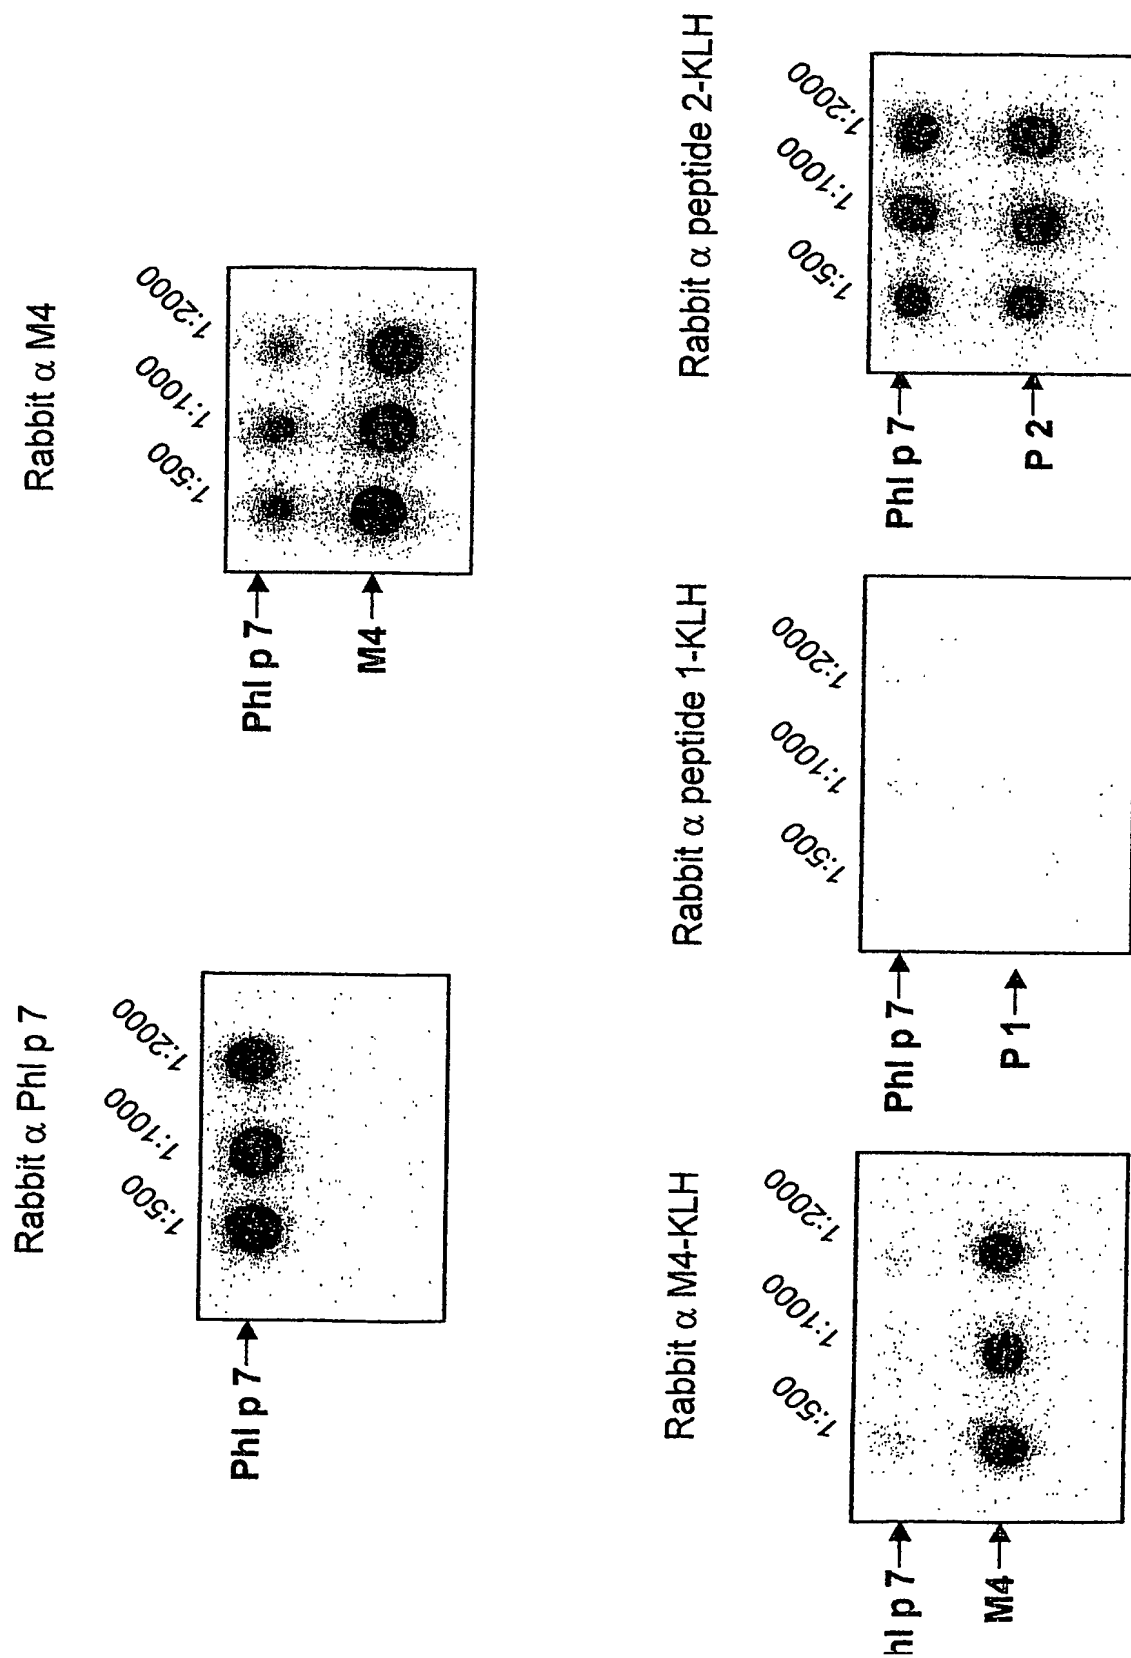 Rabbit α Phl p 7
1:500
1:1000
1:2000
Phl p 7
Rabbit α M4
1:500
1:1000
1:2000
Phl p 7
M4
Rabbit α M4-KLH
1:500
1:1000
1:2000
hl p 7
M4
Rabbit α peptide 1-KLH
1:500
1:1000
1:2000
Phl p 7
P 1
Rabbit α peptide 2-KLH
1:500
1:1000
1:2000
Phl p 7
P 2